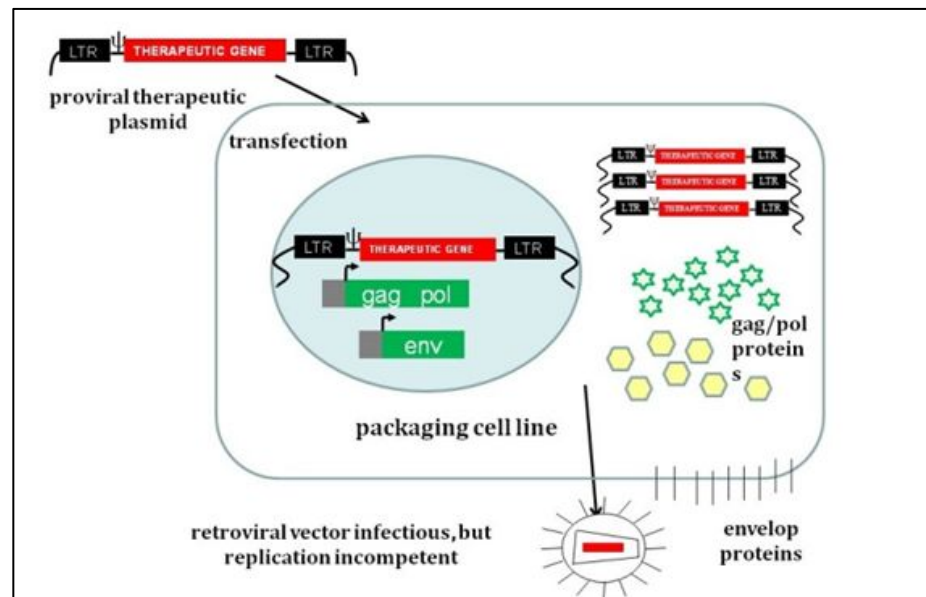 LTR Ψ THERAPEUTIC GENE LTR
proviral therapeutic
plasmid
transfection
LTR Ψ THERAPEUTIC GENE LTR
LTR Ψ THERAPEUTIC GENE LTR
LTR Ψ THERAPEUTIC GENE LTR
LTR Ψ THERAPEUTIC GENE LTR
gag pol
env
gag/pol
protein
s
packaging cell line
retroviral vector infectious, but
replication incompetent
envelop
proteins